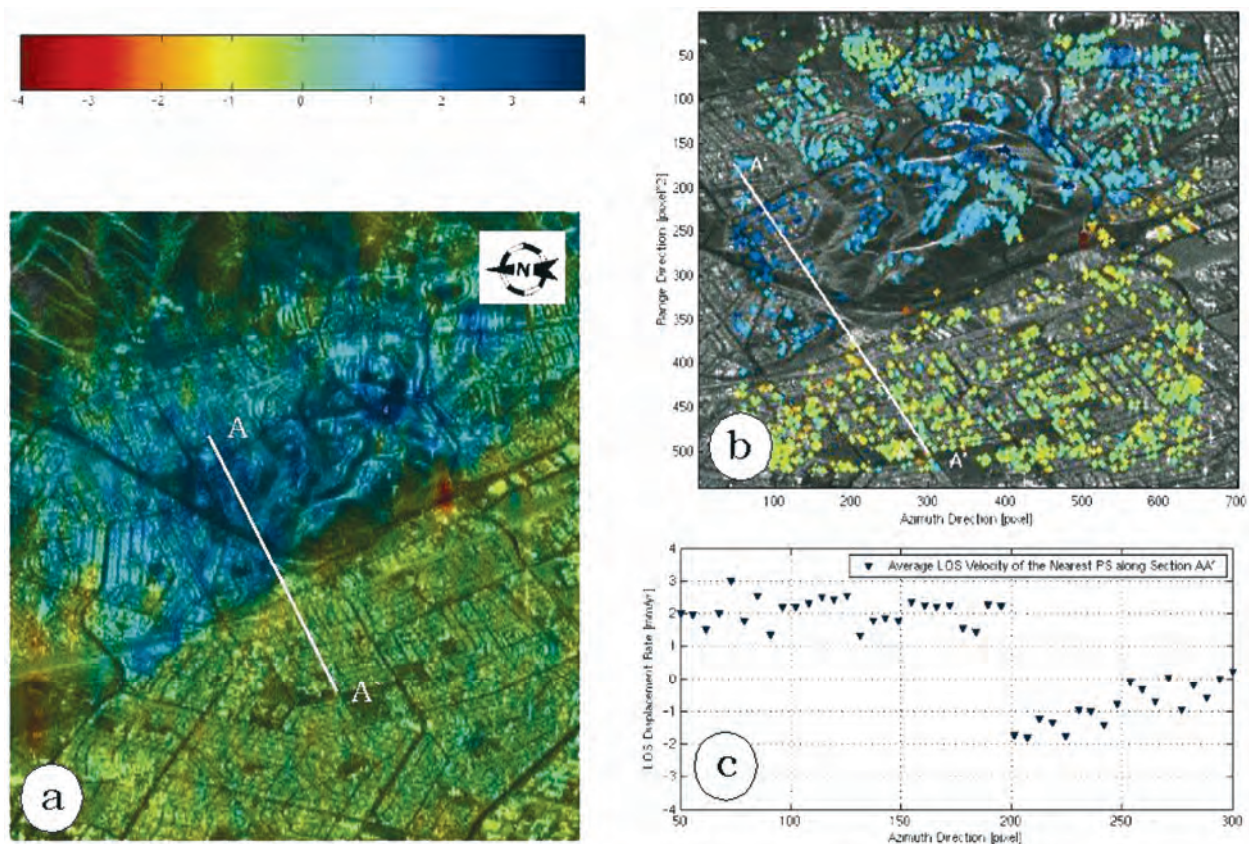 -4 -3 -2 -1 0 1 2 3 4
N
A
A
a
50
100
150
200
250
300
350
400
450
500
Range Direction [pixel*2]
A'
A'
b
100 200 300 400 500 600 700
Azimuth Direction [pixel]
4
3
2
1
0
-1
-2
-3
-4
LOS Displacement Rate [mm/yr]
Average LOS Velocity of the Nearest PS along Section AA'
c
50 100 150 200 250 300
Azimuth Direction [pixel]